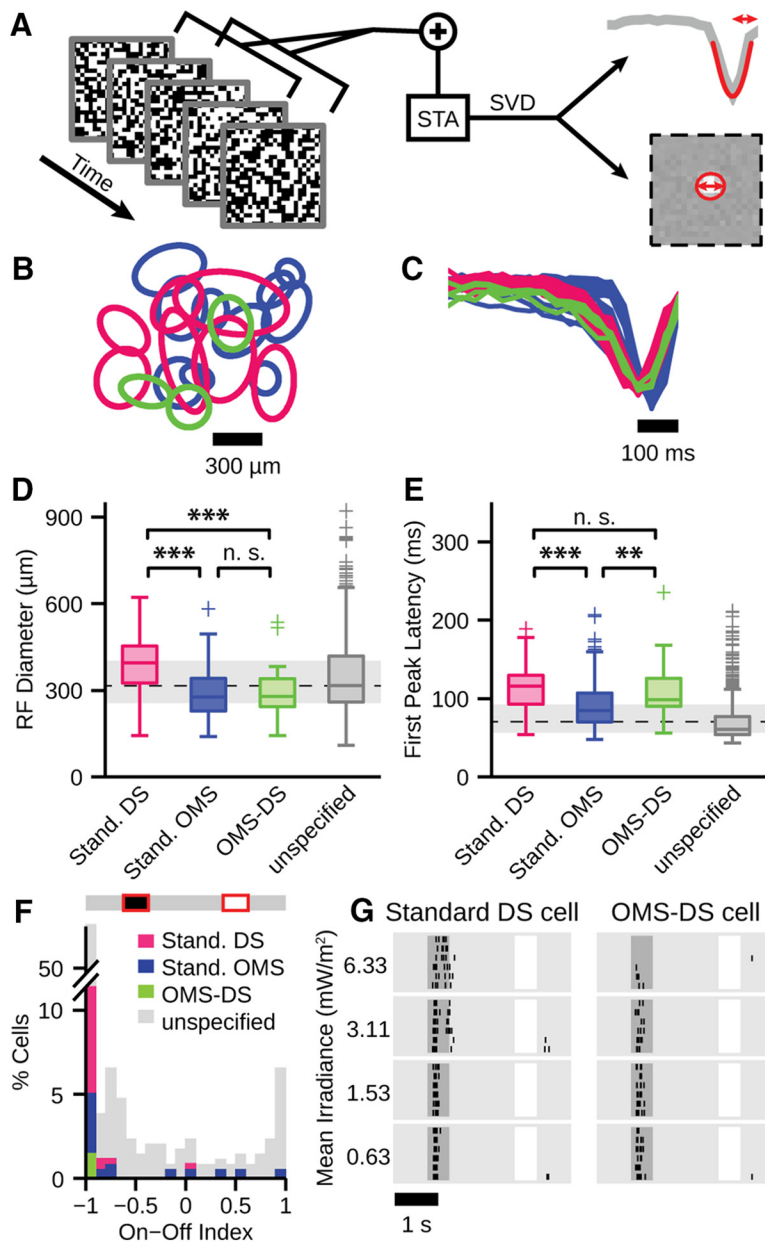 A
Time
STA
SVD
B
300 µm
C
100 ms
D
RF Diameter (µm)
900
600
300
0
***
***
n. s.
Stand. DS
Stand. OMS
OMS-DS
unspecified
E
First Peak Latency (ms)
300
200
100
0
n. s.
***
**
Stand. DS
Stand. OMS
OMS-DS
unspecified
F
% Cells
50
10
5
0
Stand. DS
Stand. OMS
OMS-DS
unspecified
−1
−0.5
0
0.5
1
On−Off Index
G
Standard DS cell
OMS-DS cell
Mean Irradiance (mW/m²)
6.33
3.11
1.53
0.63
1 s